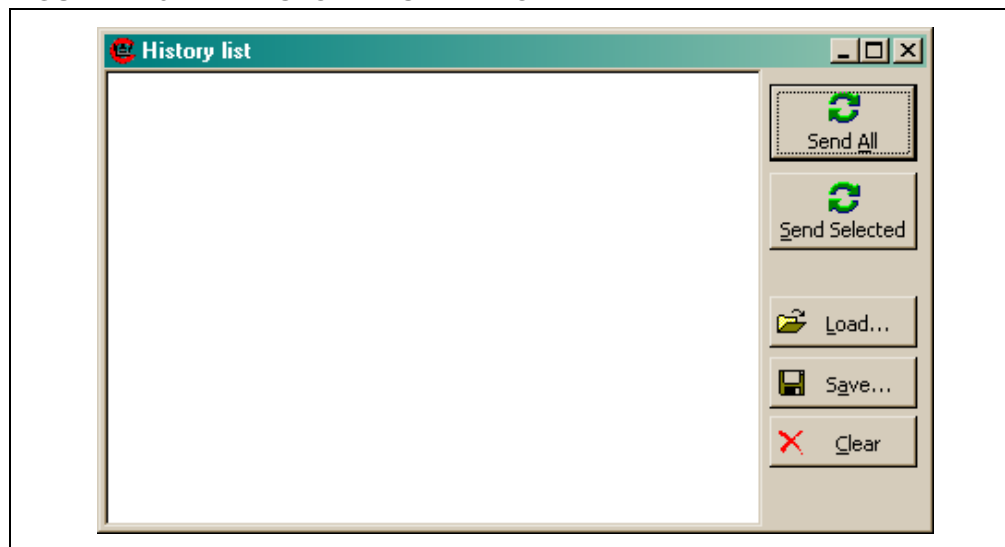 History list
Send All
Send Selected
Load...
Save...
Clear